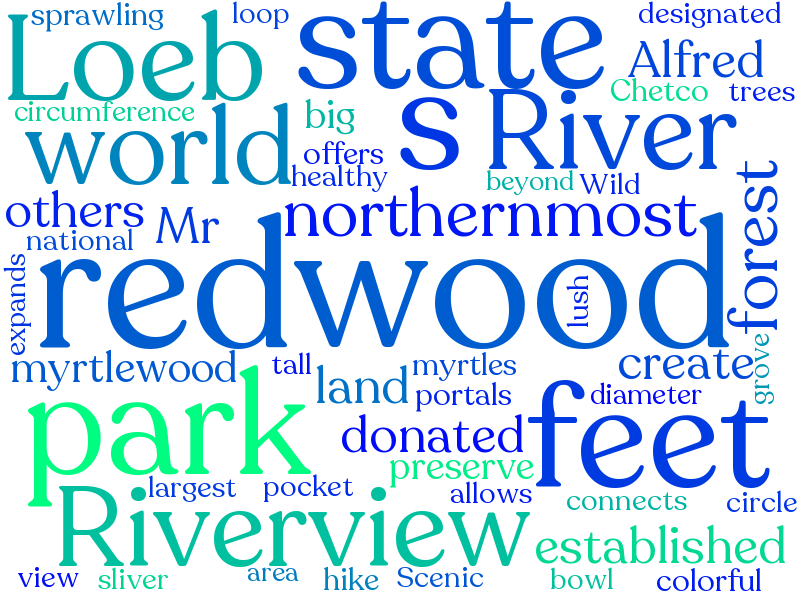 sprawling
loop
state
designated
Loeb
Alfred
Chetco
trees
circumference
big
s
River
world
offers
healthy
beyond
Wild
others
Mr
northernmost
forest
national
redwood
lush
expands
myrtlewood
tall
land
myrtles
portals
create
grove
park
diameter
feet
donated
preserve
largest
pocket
allows
connects
circle
Riverview
established
view
sliver
area
hike
Scenic
bowl
colorful